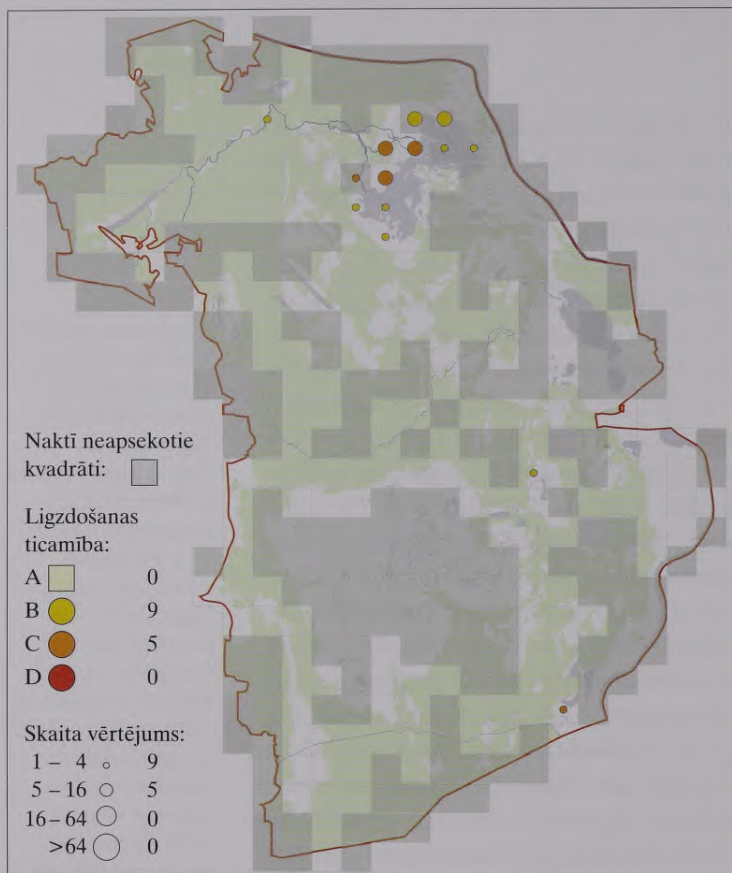 Naktī neapsekotie
kvadrāti:
Ligzdošanas
ticamība:
A 0
B 9
C 5
D 0
Skaita vērtējums:
1 – 4 9
5 – 16 5
16 – 64 0
>64 0